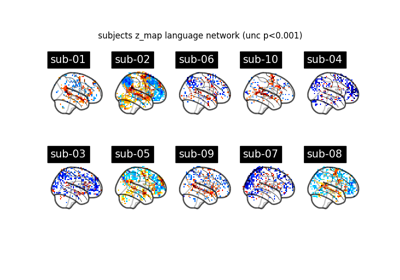 subjects z_map language network (unc p<0.001)
sub-01 sub-02 sub-06 sub-10 sub-04
sub-03 sub-05 sub-09 sub-07 sub-08